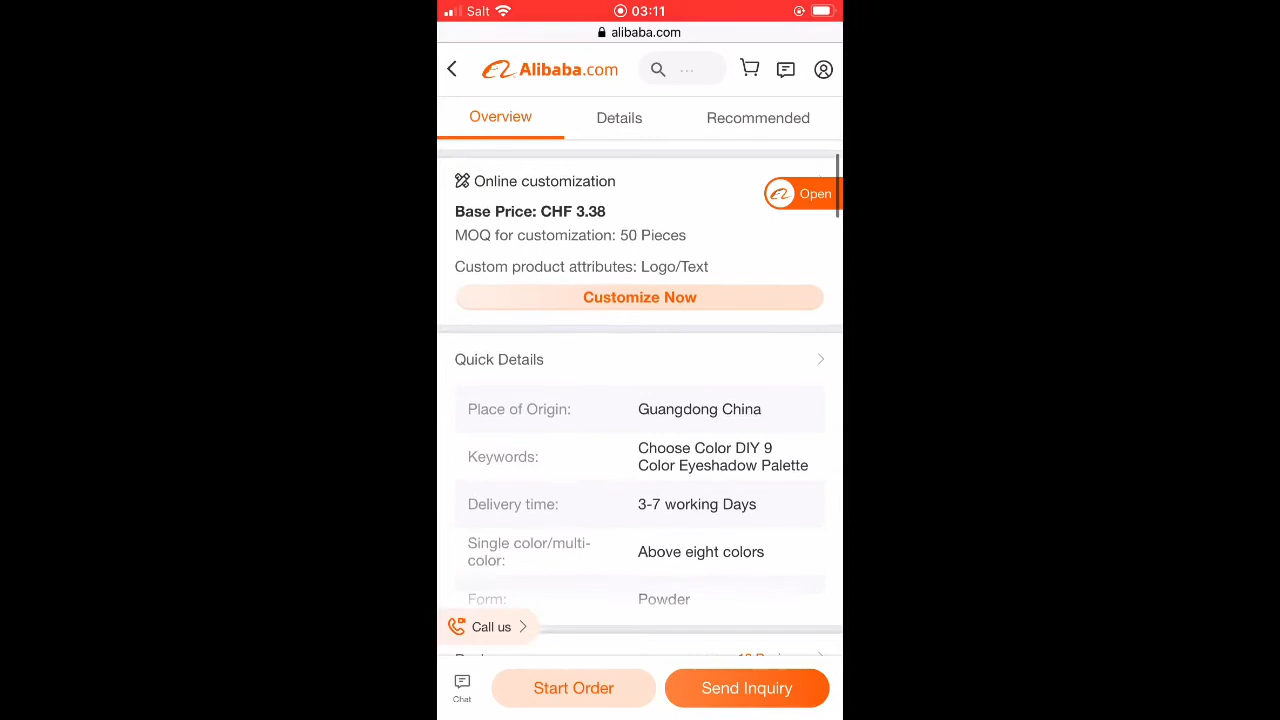 Salt 03:11
alibaba.com
Alibaba.com ...
Overview Details Recommended
Online customization
Open
Base Price: CHF 3.38
MOQ for customization: 50 Pieces
Custom product attributes: Logo/Text
Customize Now
Quick Details
Place of Origin: Guangdong China
Keywords: Choose Color DIY 9
Color Eyeshadow Palette
Delivery time: 3-7 working Days
Single color/multi-
color: Above eight colors
Form: Powder
Call us
Chat Start Order Send Inquiry